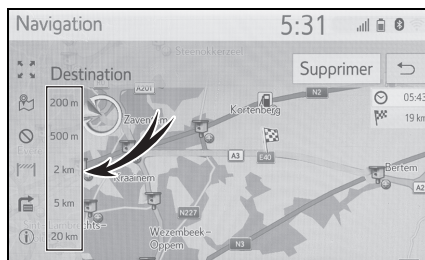 Navigation 5:31
Steenokkerzeel
Destination Supprimer
A201
N2
05:43
200 m
Kortenberg
Zaventem
19 km
500 m
A3
E40
2 km
Kraainem
Bertem
5 km
N227
20 km
Wezembeek-
Oppem
N3